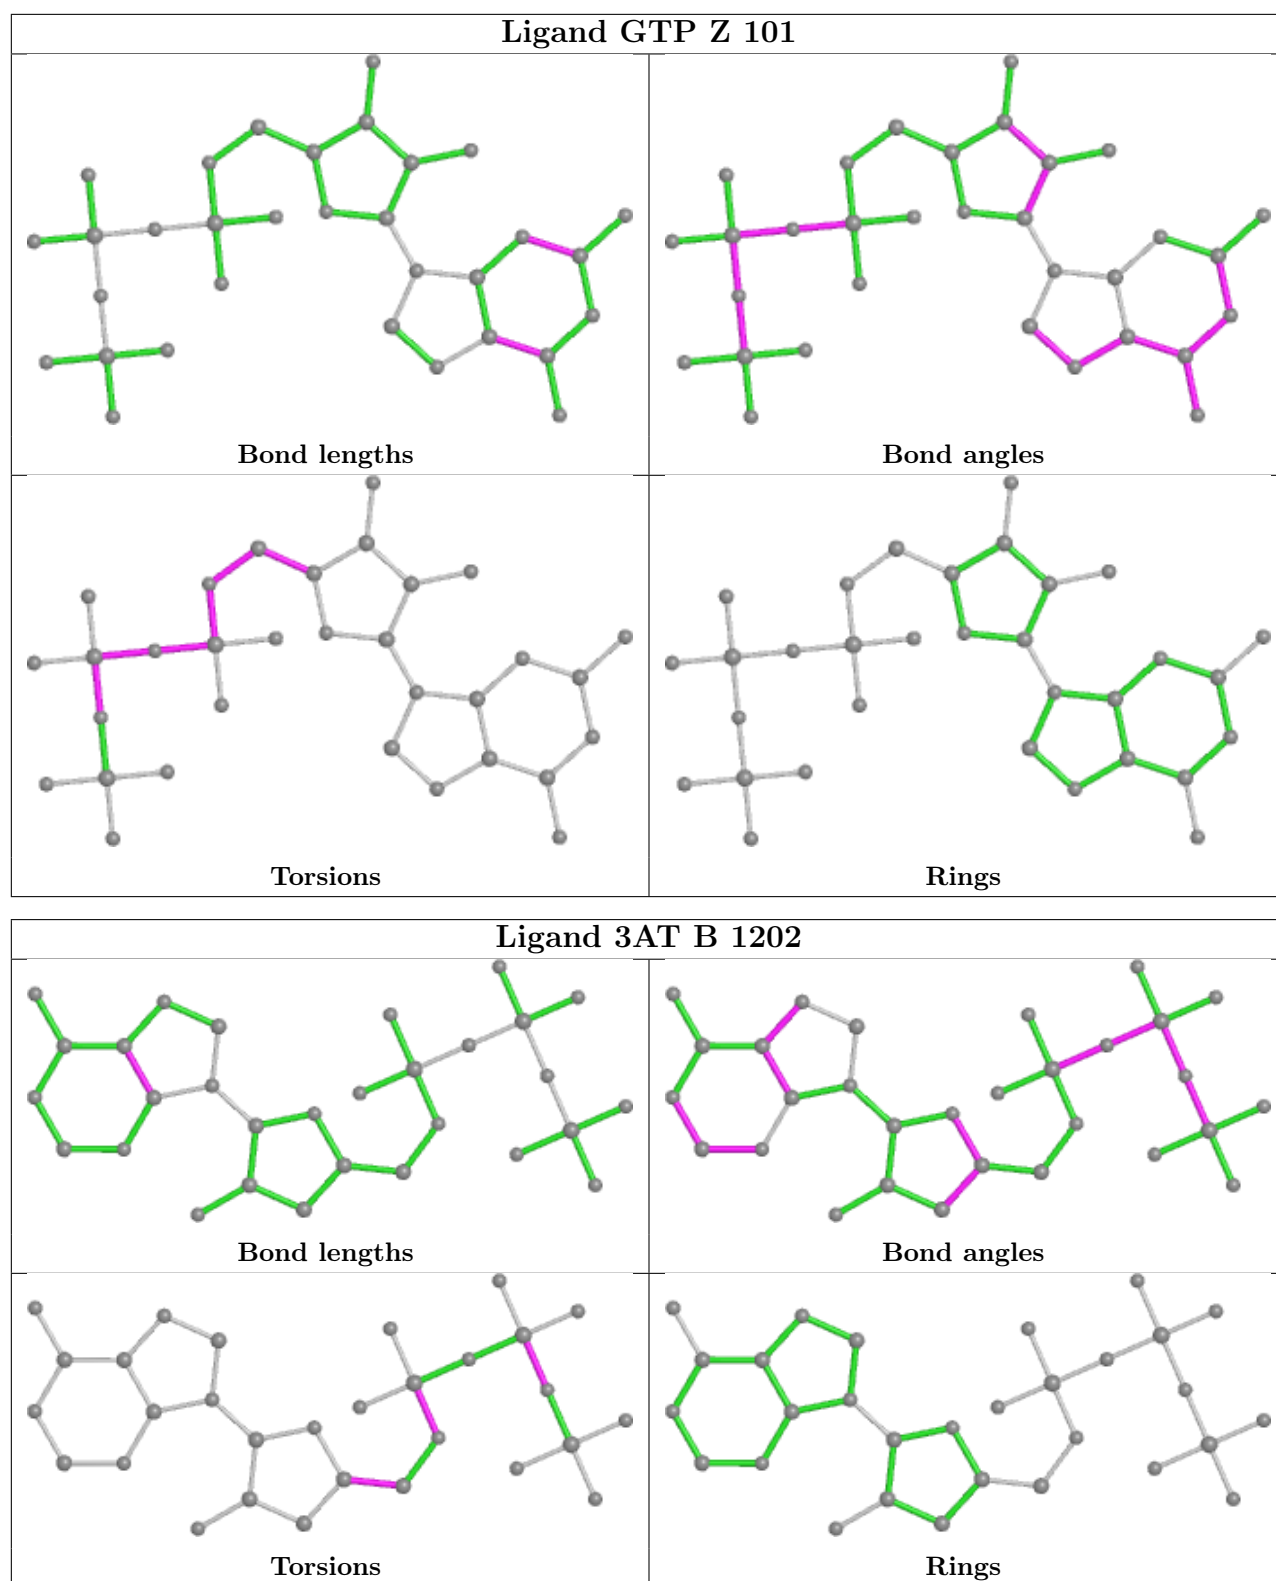 Ligand GTP Z 101
Bond lengths
Bond angles
Torsions
Rings
Ligand 3AT B 1202
Bond lengths
Bond angles
Torsions
Rings